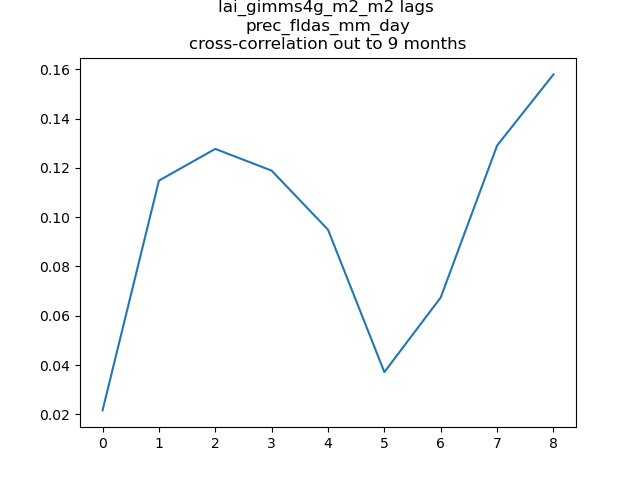 lai_gimms4g_m2_m2 lags
prec_fldas_mm_day
cross-correlation out to 9 months
0.16
0.14
0.12
0.10
0.08
0.06
0.04
0.02
0 1 2 3 4 5 6 7 8